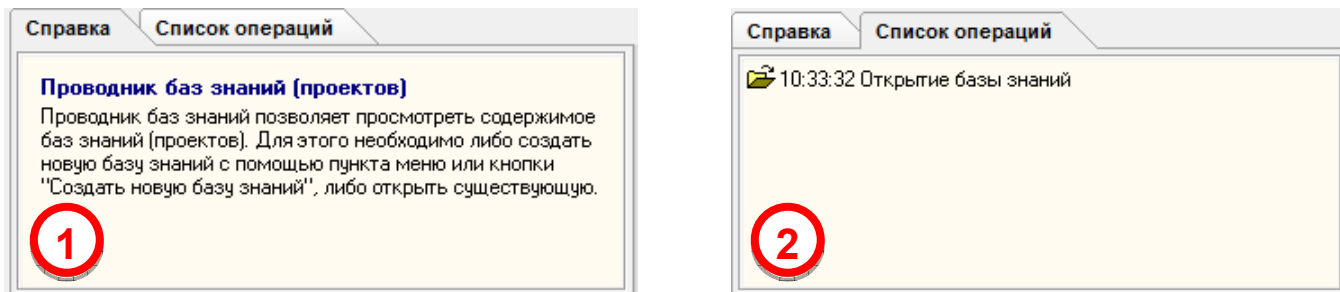 Справка
Список операций
Проводник баз знаний (проектов)
Проводник баз знаний позволяет просмотреть содержимое
баз знаний (проектов). Для этого необходимо либо создать
новую базу знаний с помощью пункта меню или кнопки
"Создать новую базу знаний", либо открыть существующую.
1
Справка
Список операций
10:33:32 Открытие базы знаний
2